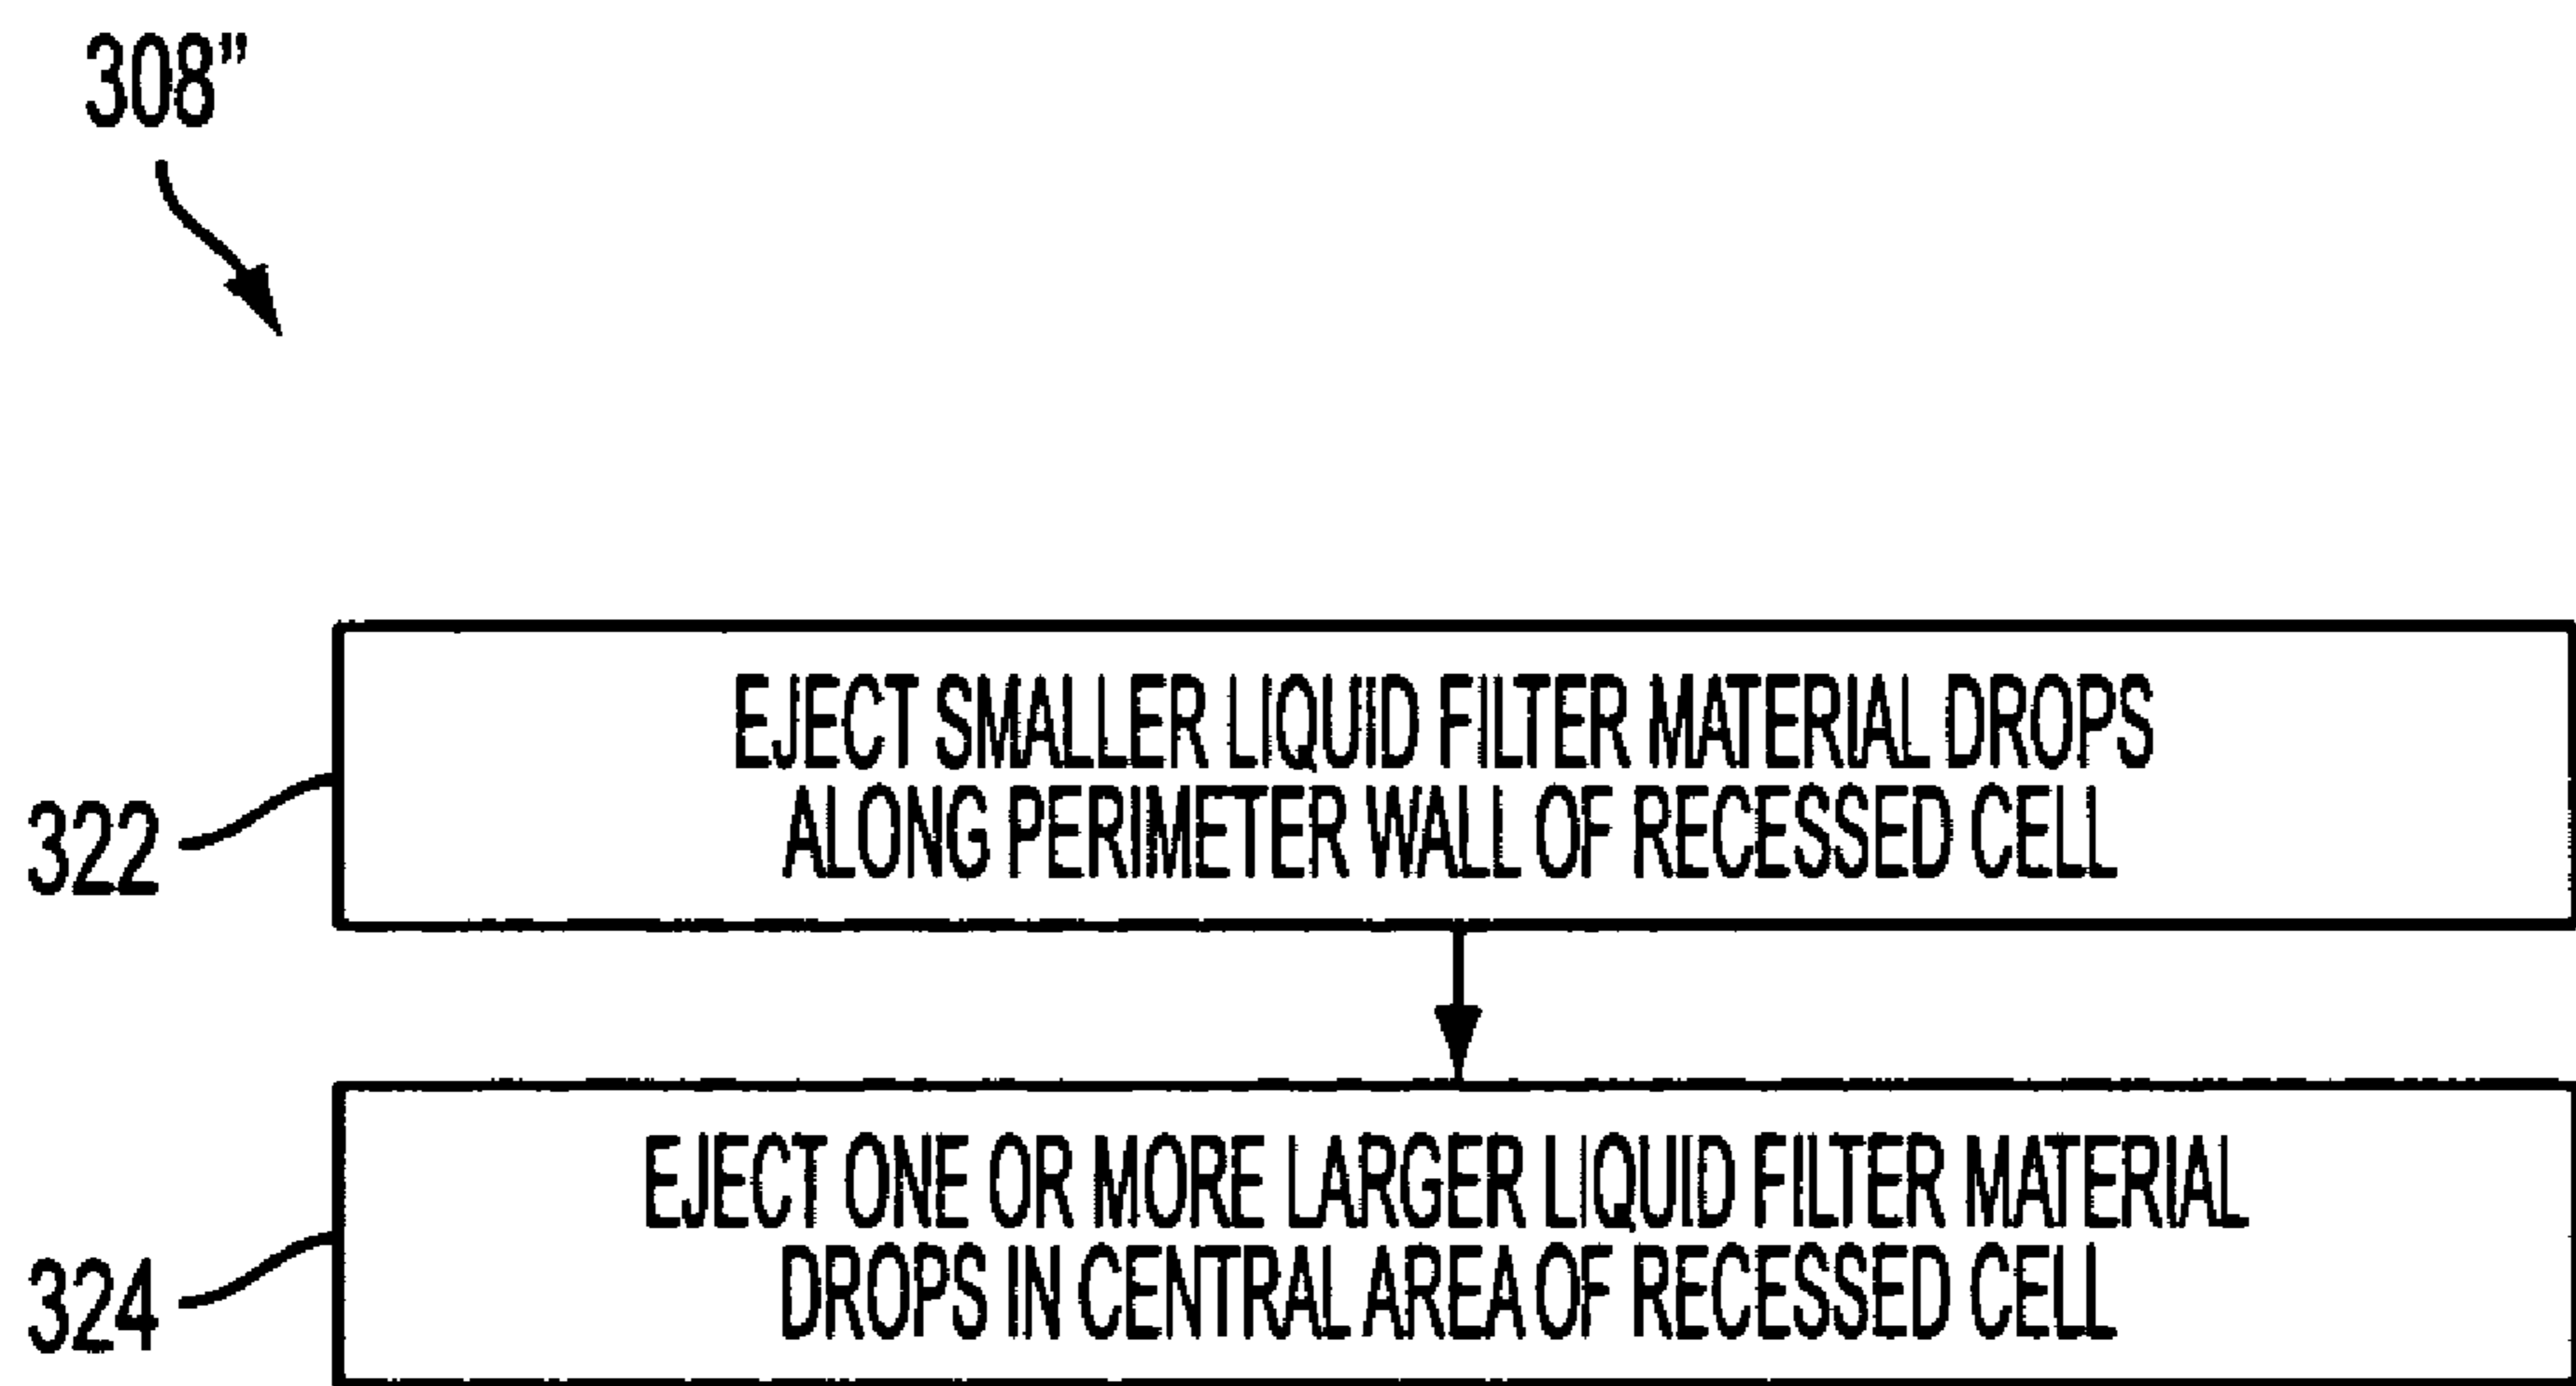 308”
322
EJECT SMALLER LIQUID FILTER MATERIAL DROPS
ALONG PERIMETER WALL OF RECESSED CELL
324
EJECT ONE OR MORE LARGER LIQUID FILTER MATERIAL
DROPS IN CENTRAL AREA OF RECESSED CELL